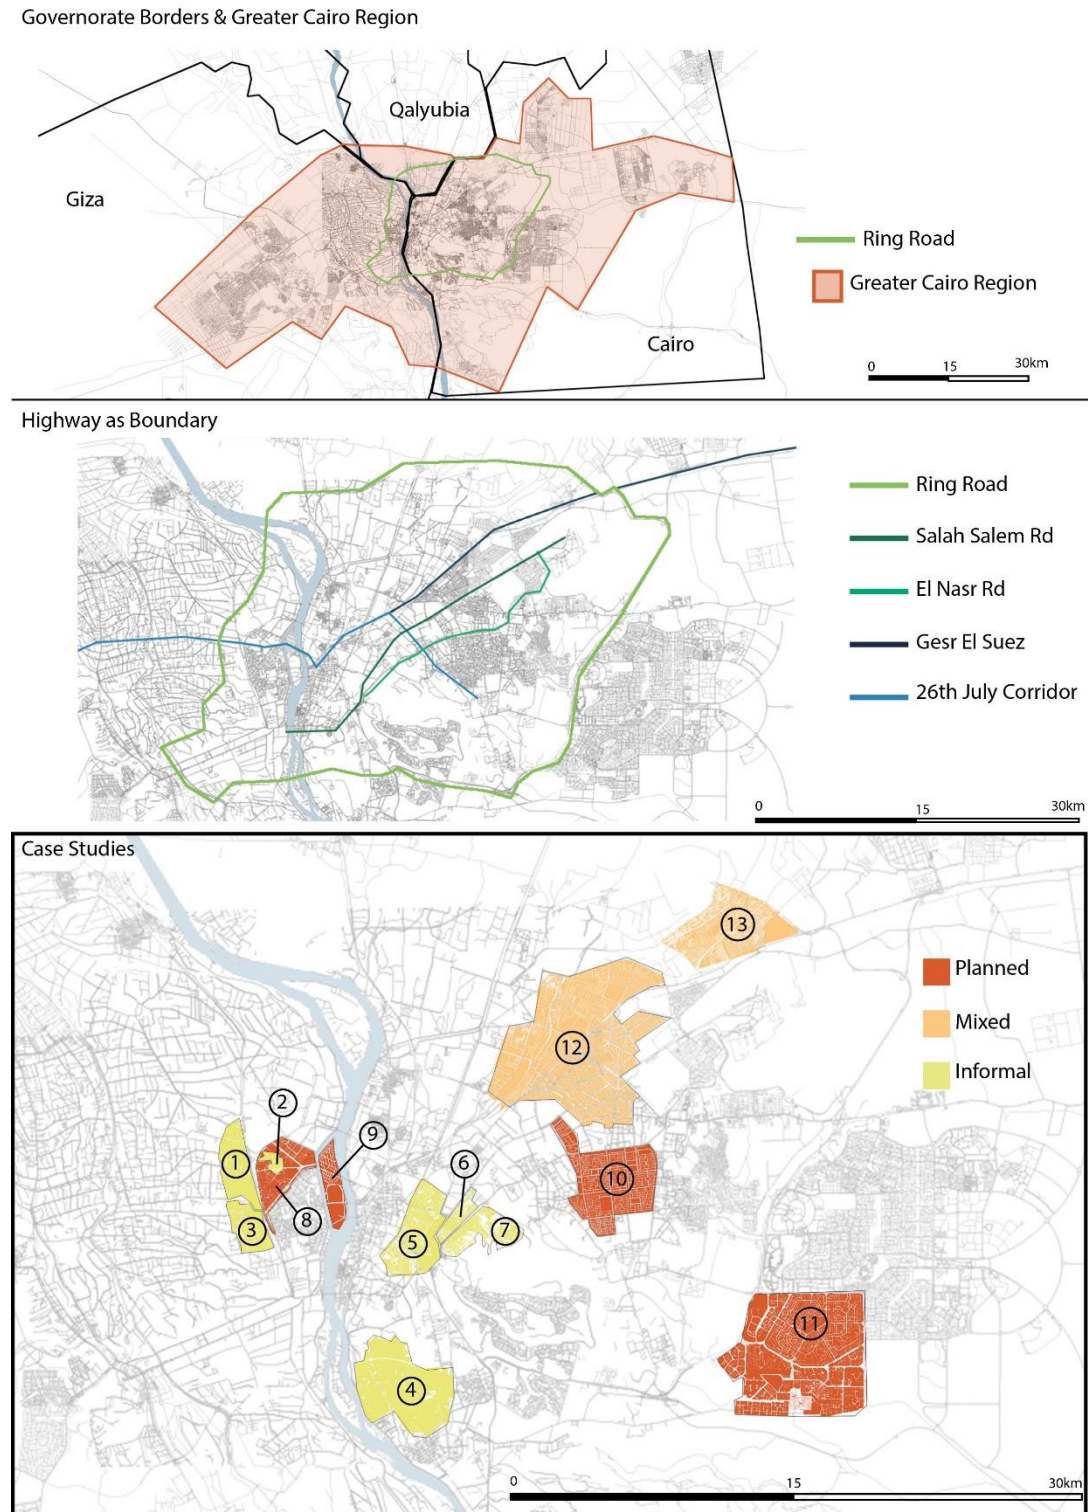 Governorate Borders & Greater Cairo Region
Qalyubia
Giza
Ring Road
Greater Cairo Region
Cairo
0 15 30km
Highway as Boundary
Ring Road
Salah Salem Rd
El Nasr Rd
Gesr El Suez
26th July Corridor
0 15 30km
Case Studies
13
Planned
Mixed
12
Informal
2
9
1
6
10
8
3
5
7
11
4
0 15 30km